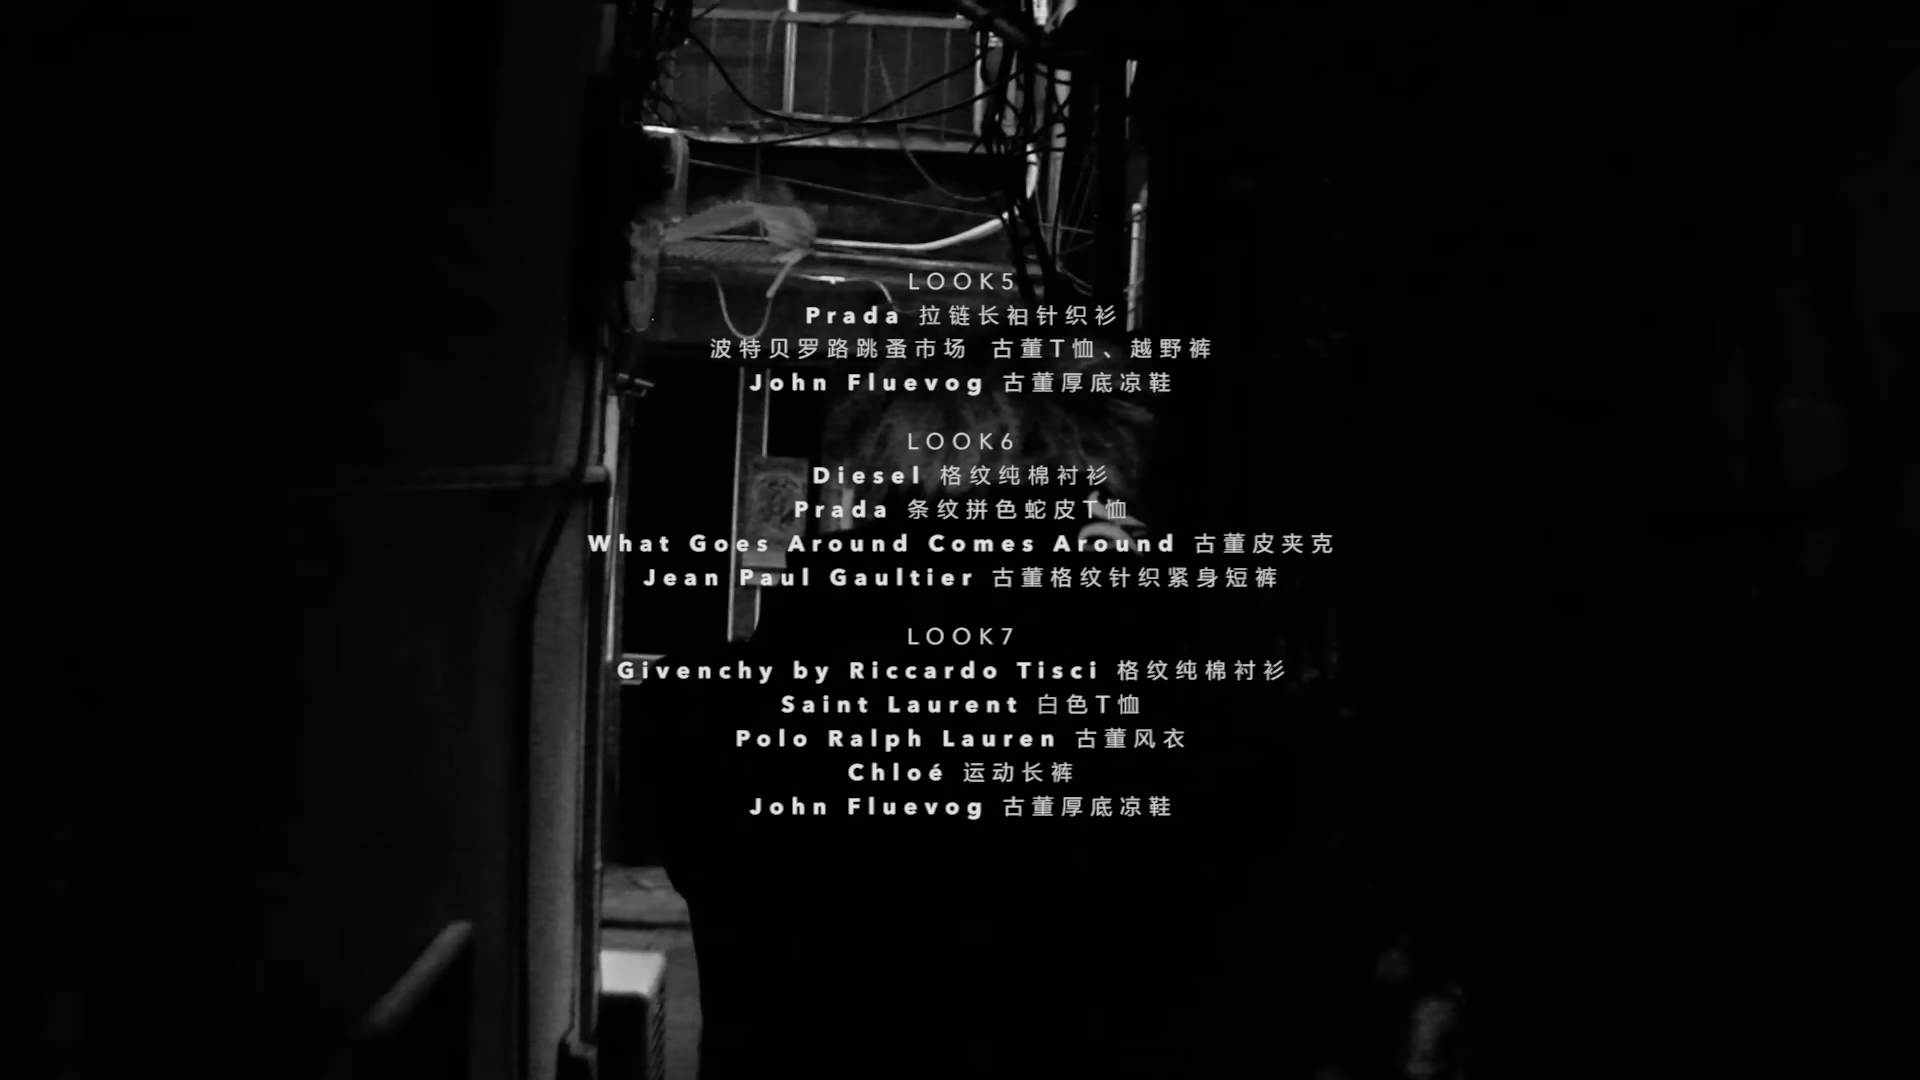 LOOK5
Prada 拉链长袖针织衫
波特贝罗路跳蚤市场 古董T恤、越野裤
John Fluevog 古董厚底凉鞋
LOOK6
Diesel 格纹纯棉衬衫
Prada 条纹拼色蛇皮T恤
What Goes Around Comes Around 古董皮夹克
Jean Paul Gaultier 古董格纹针织紧身短裤
LOOK7
Givenchy by Riccardo Tisci 格纹纯棉衬衫
Saint Laurent 白色T恤
Polo Ralph Lauren 古董风衣
Chloé 运动长裤
John Fluevog 古董厚底凉鞋